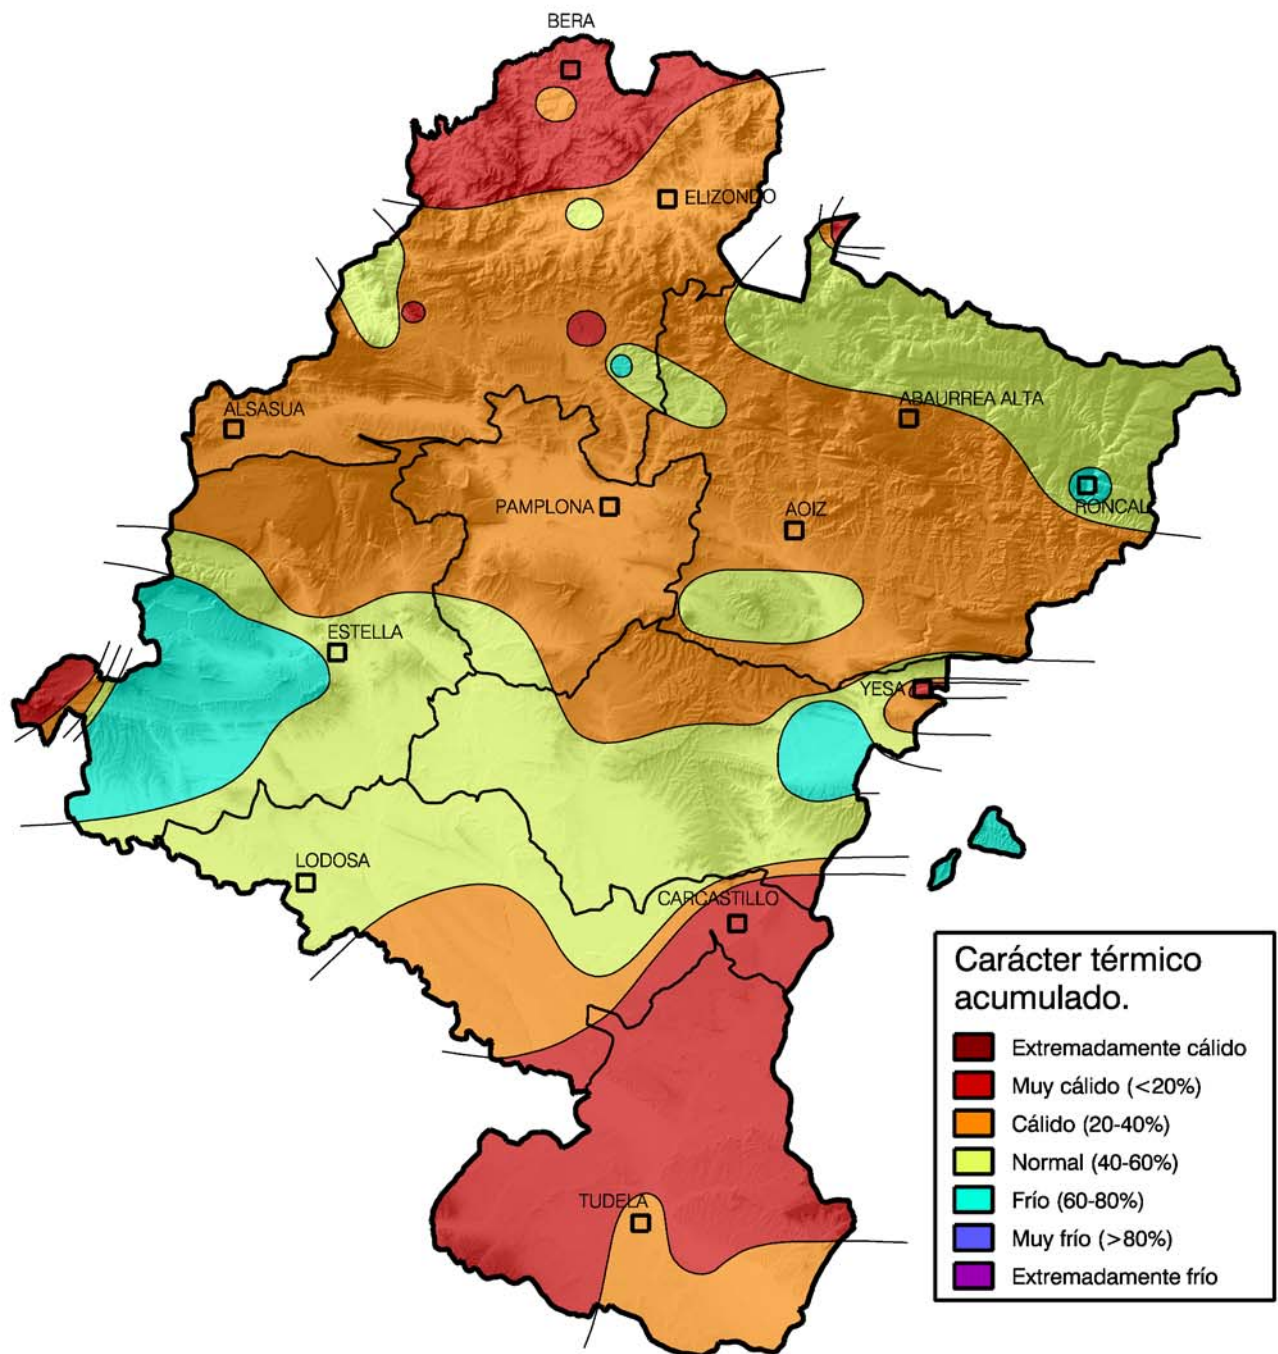 BERA
ELIZONDO
ALSASUA
ABAURREA ALTA
PAMPLONA
AOIZ
RONCAL
ESTELLA
YESA
LODOSA
CARCASTILLO
TUDELA
Carácter térmico
acumulado.
Extremadamente cálido
Muy cálido (<20%)
Cálido (20-40%)
Normal (40-60%)
Frío (60-80%)
Muy frío (>80%)
Extremadamente frío